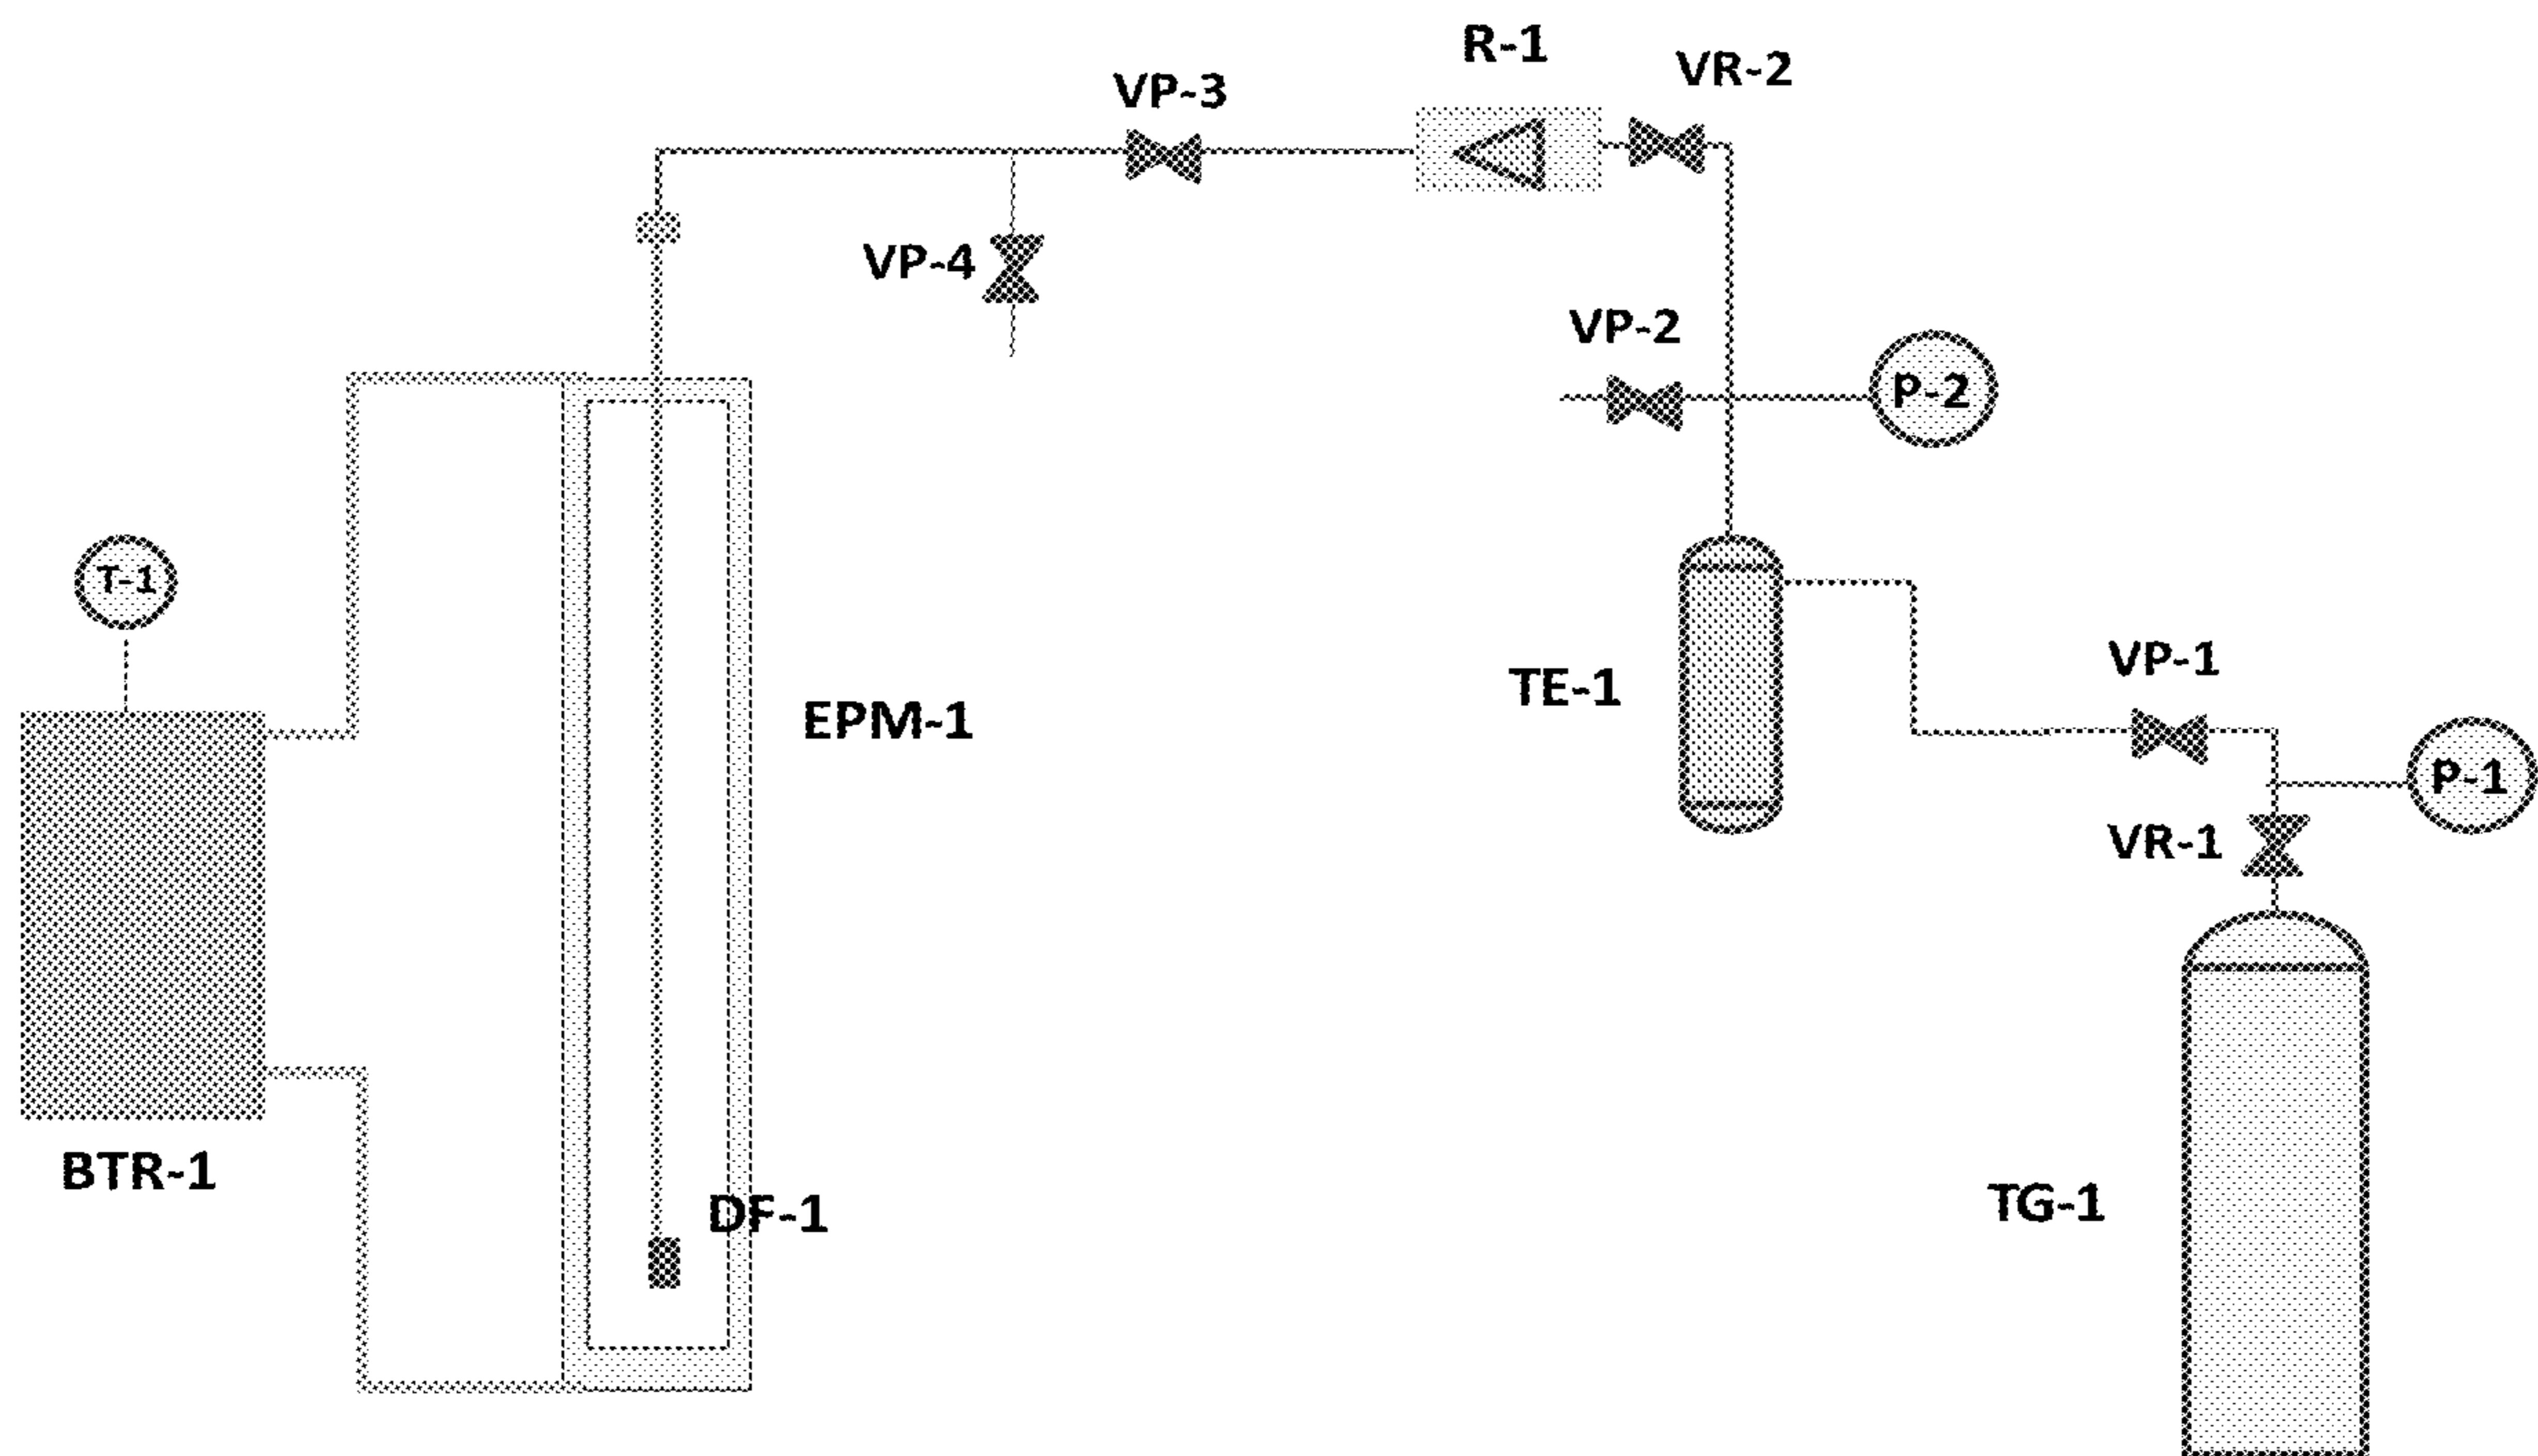 R-1
VR-2
VP-3
VP-4
VP-2
P-2
T-1
TE-1
EPM-1
VP-1
P-1
VR-1
BTR-1
DF-1
TG-1